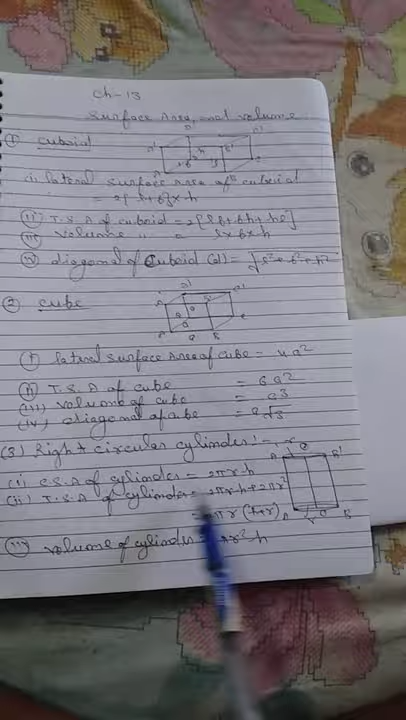 Ch-13
Surface Area and volume
① cuboid
(i) lateral surface Area of cuboid
= 2[l+b]×h
(ii) T.S.A of cuboid = 2[lb+bh+hl]
(iii) volume " = l×b×h
(iv) diagonal of cuboid (d) = √l²+b²+h²
② cube
(i) lateral surface Area of cube = 4a²
(ii) T.S.A of cube = 6a²
(iii) volume of cube = a³
(iv) diagonal of cube = a√3
(3) Right circular cylinder:-
(i) C.S.A of cylinder = 2πrh
(ii) T.S.A of cylinder = 2πrh+2πr²
= 2πr(h+r)
(iii) volume of cylinder = πr²h